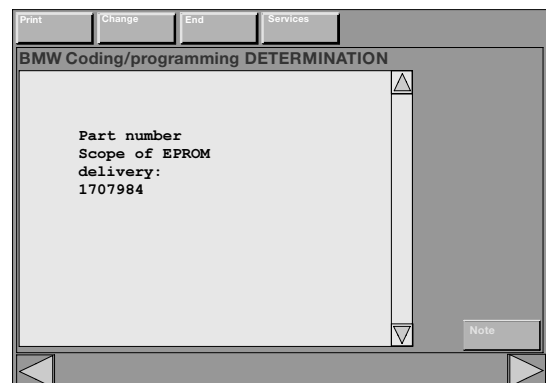 Print Change End Services
BMW Coding/programming DETERMINATION
Part number
Scope of EPROM
delivery:
1707984
Note